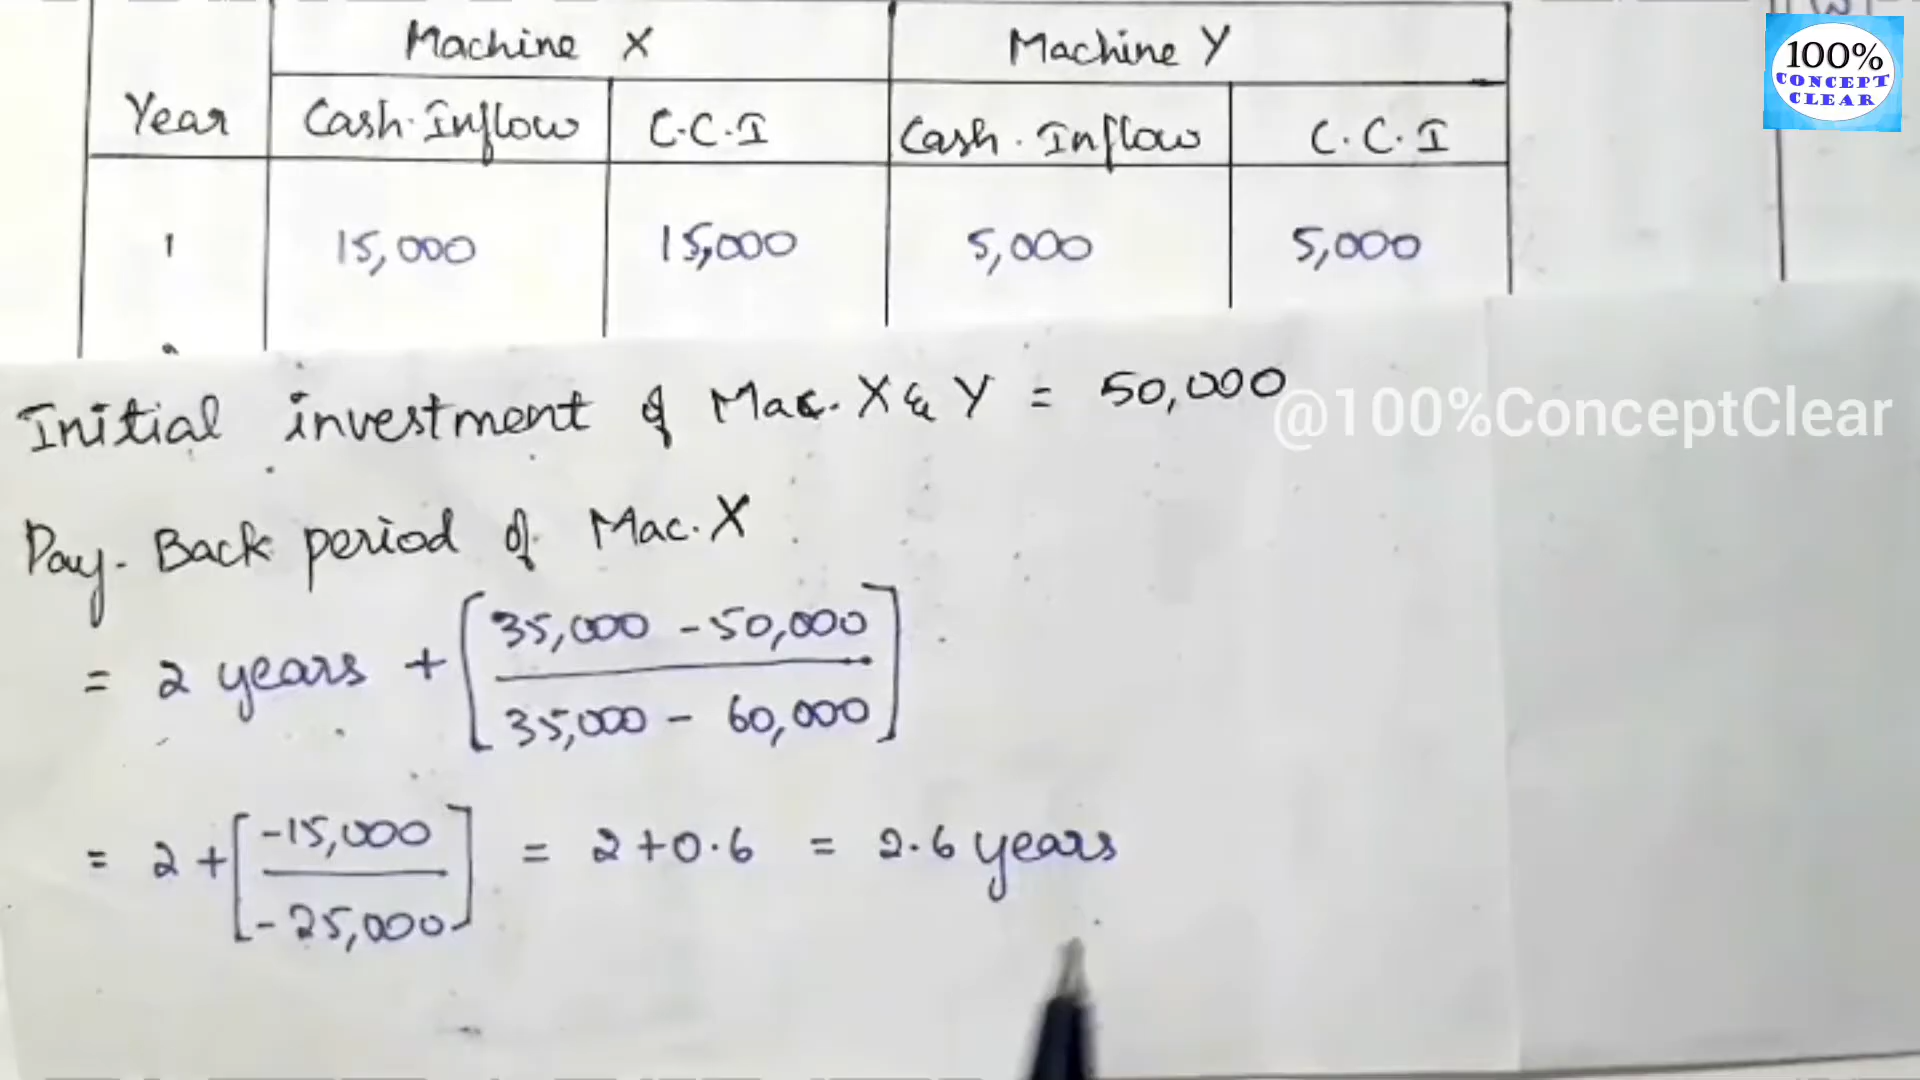 Machine X Machine Y
Year Cash.Inflow C.C.I Cash.Inflow C.C.I
1 15,000 15,000 5,000 5,000
Initial investment of Mac. X & Y = 50,000
Pay.Back period of Mac.X
= 2 years + [35,000 - 50,000
35,000 - 60,000]
= 2 + [-15,000 = 2+0.6 = 2.6 years
-25,000]
100%
CONCEPT
CLEAR
@100%ConceptClear